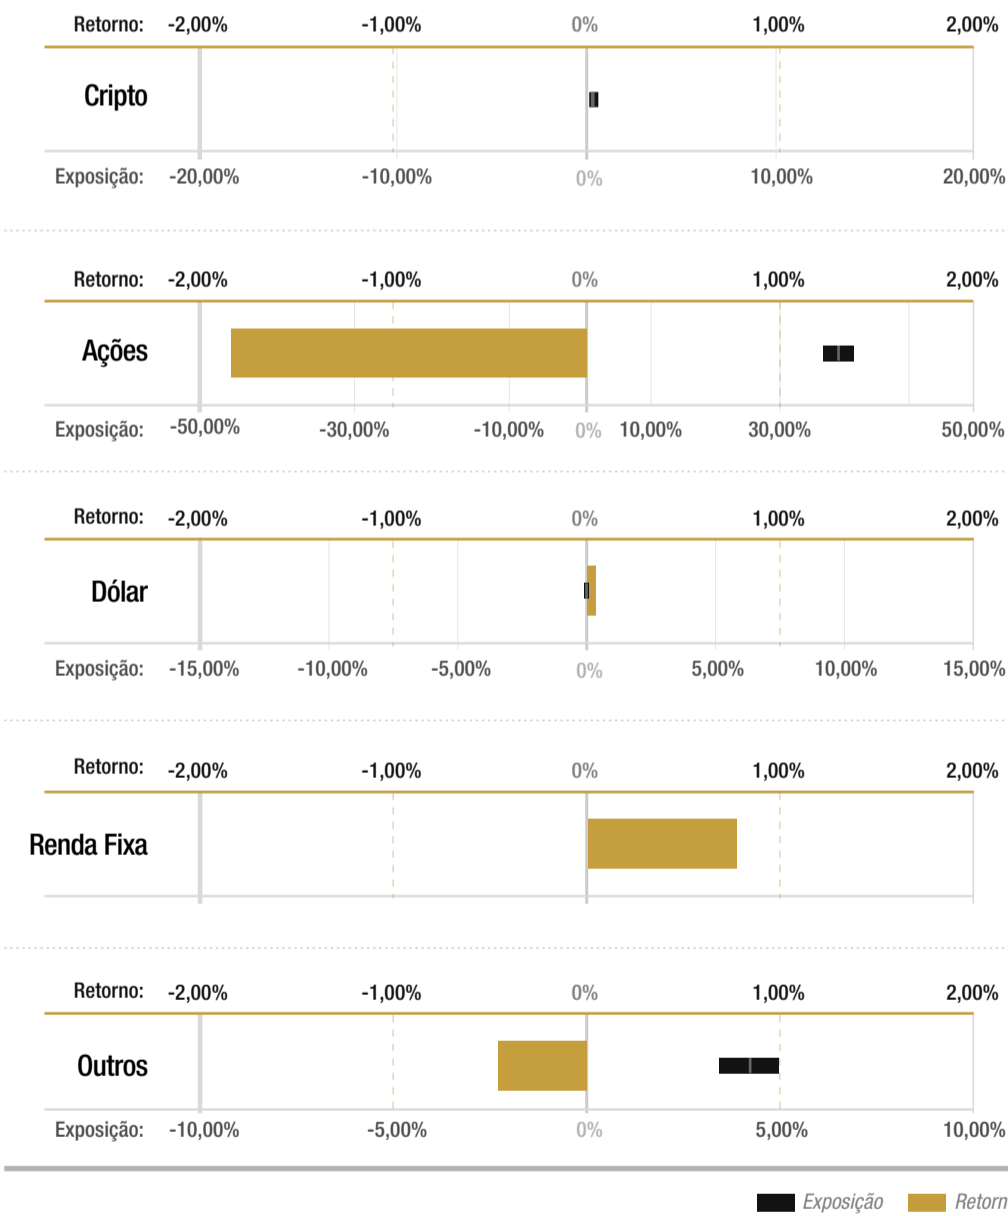 Retorno: -2,00% -1,00% 0% 1,00% 2,00%
Cripto
Exposição: -20,00% -10,00% 0% 10,00% 20,00%
Retorno: -2,00% -1,00% 0% 1,00% 2,00%
Ações
Exposição: -50,00% -30,00% -10,00% 0% 10,00% 30,00% 50,00%
Retorno: -2,00% -1,00% 0% 1,00% 2,00%
Dólar
Exposição: -15,00% -10,00% -5,00% 0% 5,00% 10,00% 15,00%
Retorno: -2,00% -1,00% 0% 1,00% 2,00%
Renda Fixa
Retorno: -2,00% -1,00% 0% 1,00% 2,00%
Outros
Exposição: -10,00% -5,00% 0% 5,00% 10,00%
Exposição Retorn